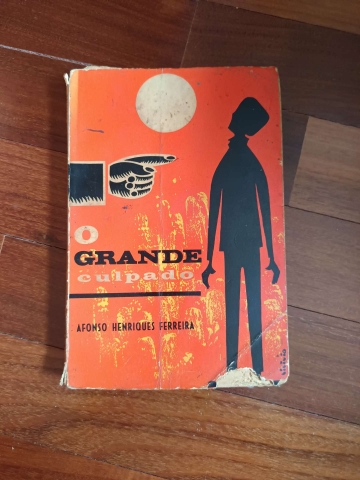 O
GRANDE
culpado
AFONSO HENRIQUES FERREIRA